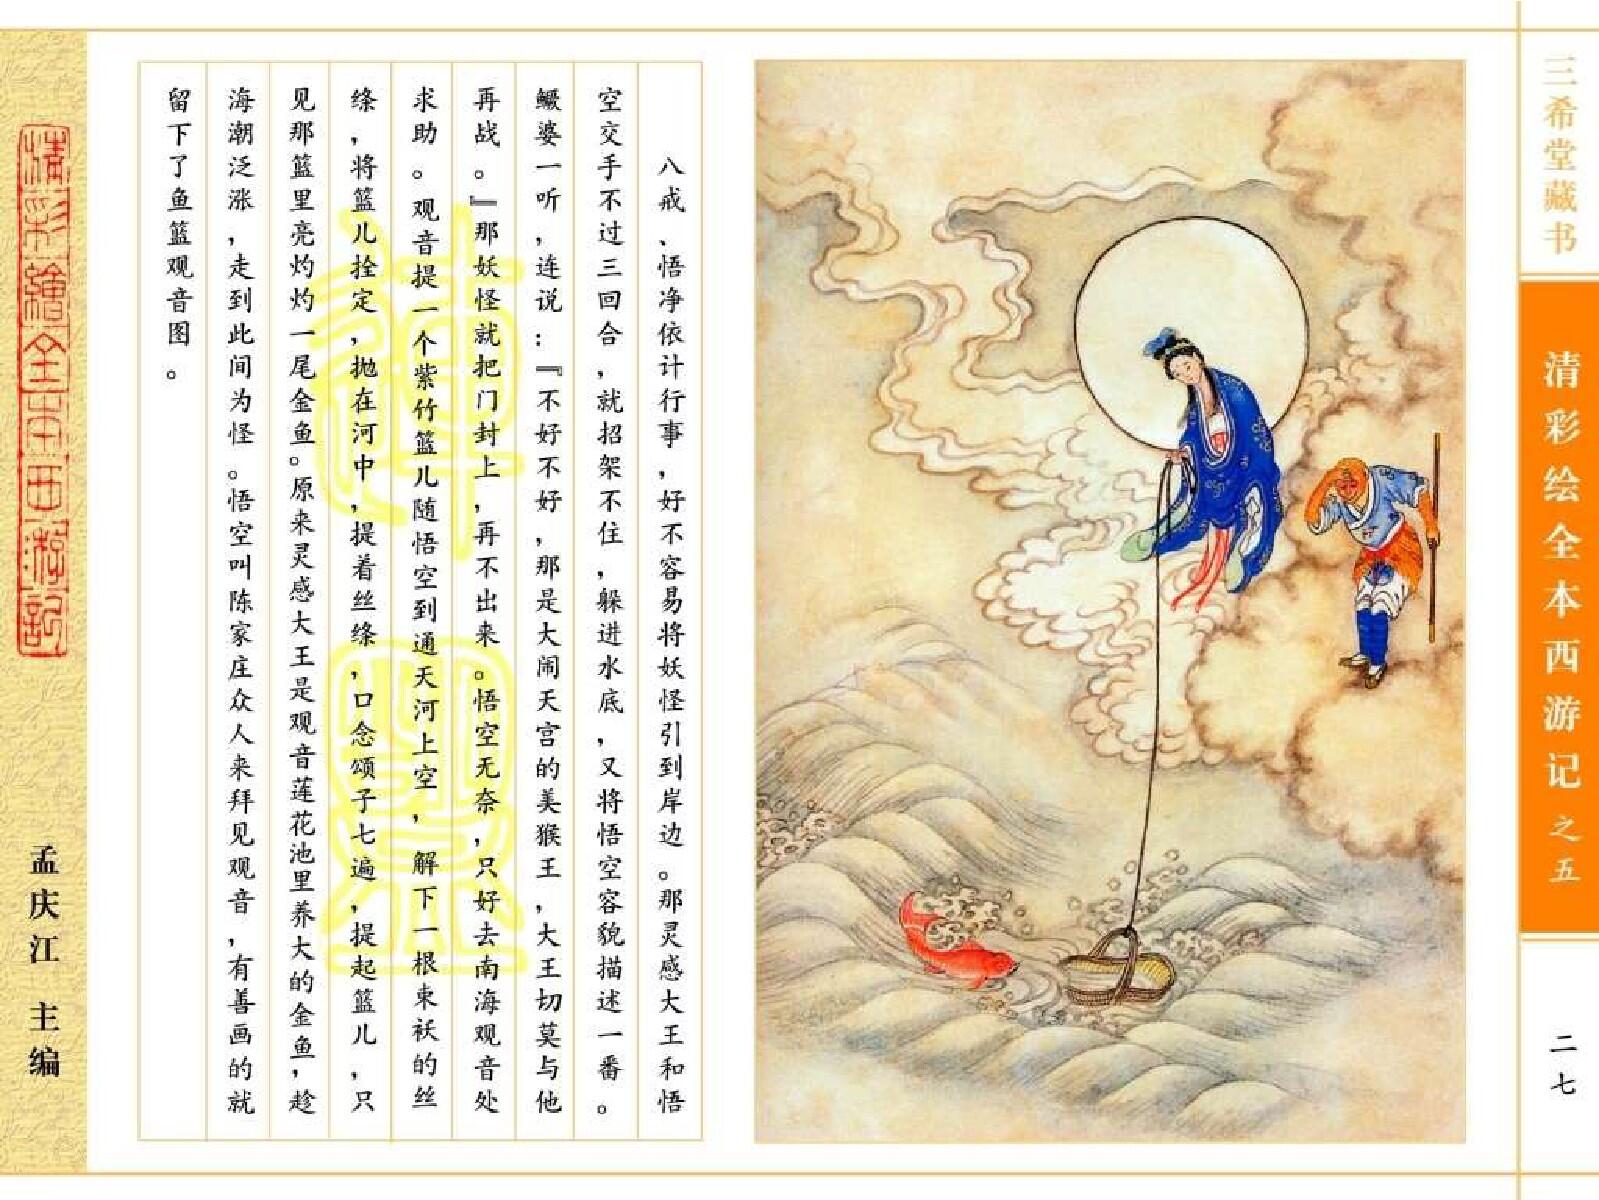 三希堂藏书
清彩绘全本西游记之五
二七
八戒、悟净依计行事，好不容易将妖怪引到岸边。那灵感大王和悟
空交手不过三回合，就招架不住，躲进水底，又将悟空容貌描述一番。
鳜婆一听，连说：『不好不好，那是大闹天宫的美猴王，大王切莫与他
再战。』那妖怪就把门封上，再不出来。悟空无奈，只好去南海观音处
求助。观音提一个紫竹篮儿随悟空到通天河上空，解下一根束袄的丝
绦，将篮儿拴定，抛在河中，提着丝绦，口念颂子七遍，提起篮儿，只
见那篮里亮灼灼一尾金鱼。原来灵感大王是观音莲花池里养大的金鱼，趁
海潮泛涨，走到此间为怪。悟空叫陈家庄众人来拜见观音，有善画的就
留下了鱼篮观音图。
清彩繪全本西游記
孟庆江 主编